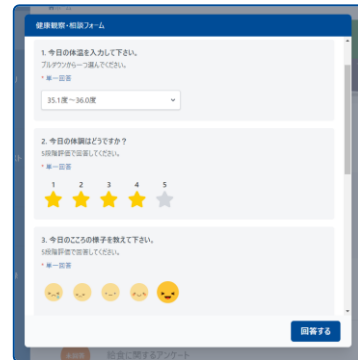 健康観察・相談フォーム
1. 今日の体温を入力して下さい。
プルダウンから一つ選んでください。
* 単一回答
35.1度～36.0度
2. 今日の体調はどうですか？
5段階評価で回答してください。
* 単一回答
1 2 3 4 5
3. 今日のこころの様子を教えて下さい。
5段階評価で回答してください。
* 単一回答
回答する
未回答 給食に関するアンケート